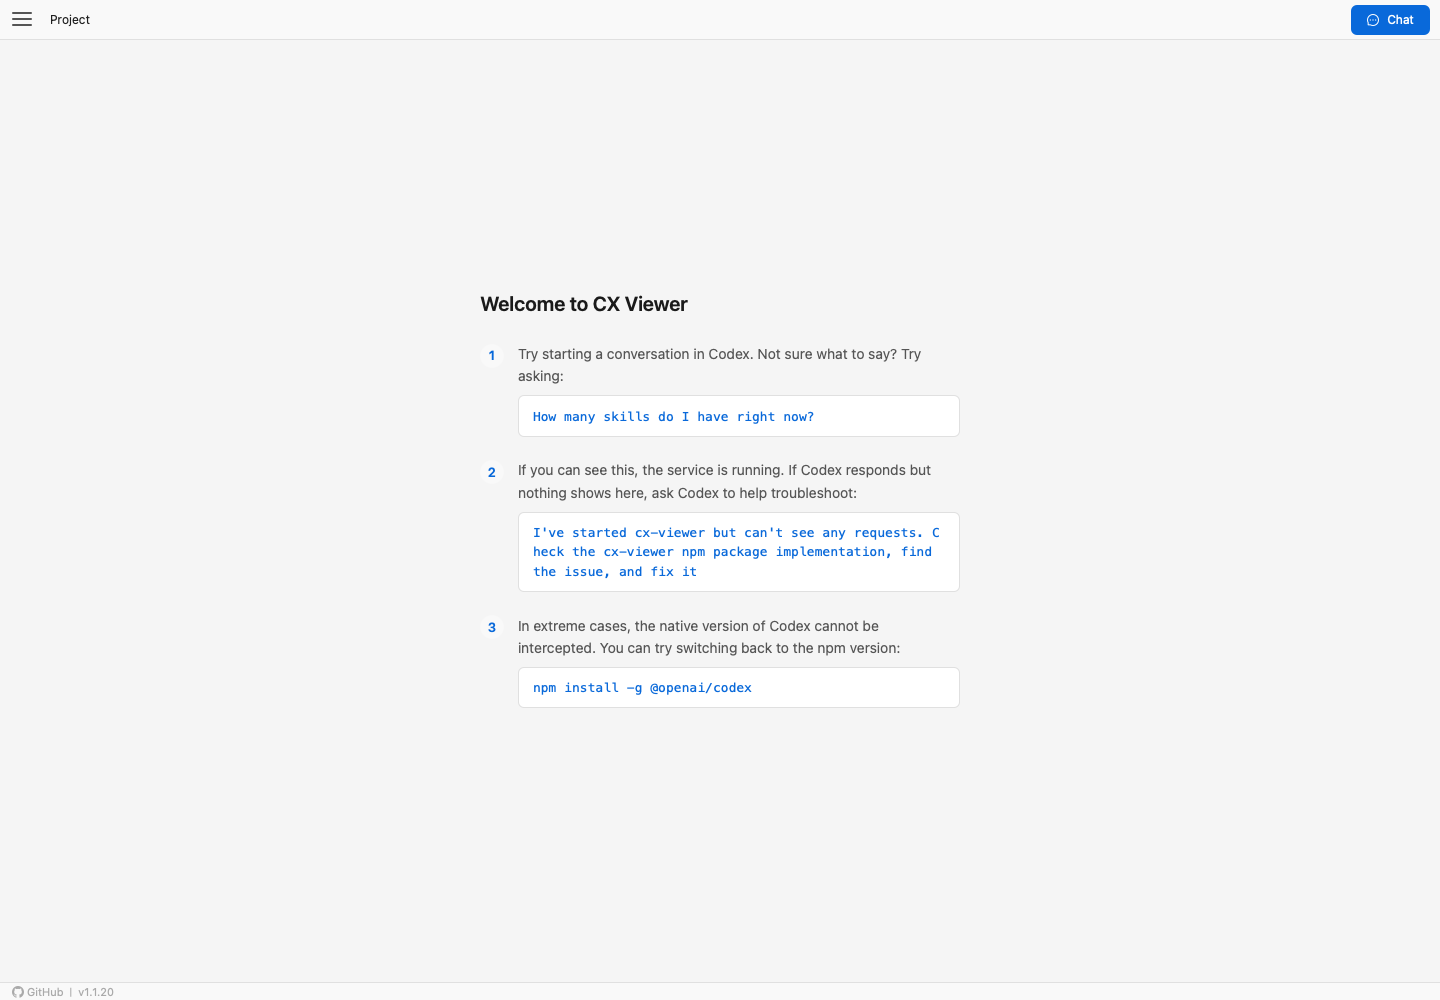 Project
Chat
Welcome to CX Viewer
1
Try starting a conversation in Codex. Not sure what to say? Try
asking:
How many skills do I have right now?
2
If you can see this, the service is running. If Codex responds but
nothing shows here, ask Codex to help troubleshoot:
I've started cx-viewer but can't see any requests. C
heck the cx-viewer npm package implementation, find
the issue, and fix it
3
In extreme cases, the native version of Codex cannot be
intercepted. You can try switching back to the npm version:
npm install -g @openai/codex
GitHub | v1.1.20